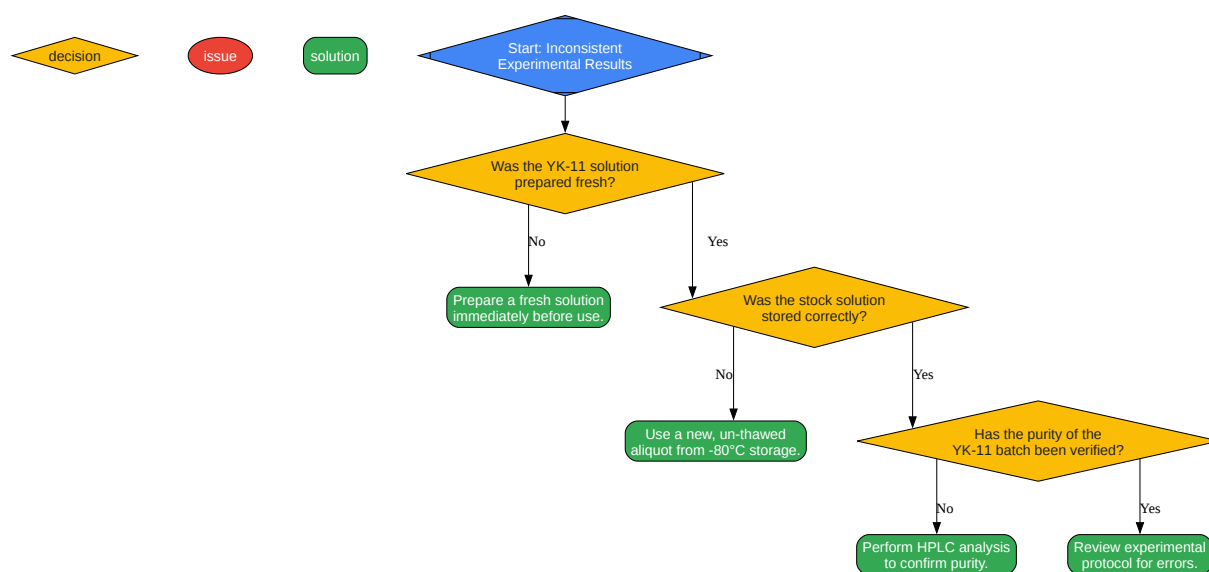 decision
issue
solution
Start: Inconsistent
Experimental Results
Was the YK-11 solution
prepared fresh?
No
Yes
Prepare a fresh solution
immediately before use.
Was the stock solution
stored correctly?
No
Yes
Use a new, un-thawed
aliquot from -80°C storage.
Has the purity of the
YK-11 batch been verified?
No
Yes
Perform HPLC analysis
to confirm purity.
Review experimental
protocol for errors.